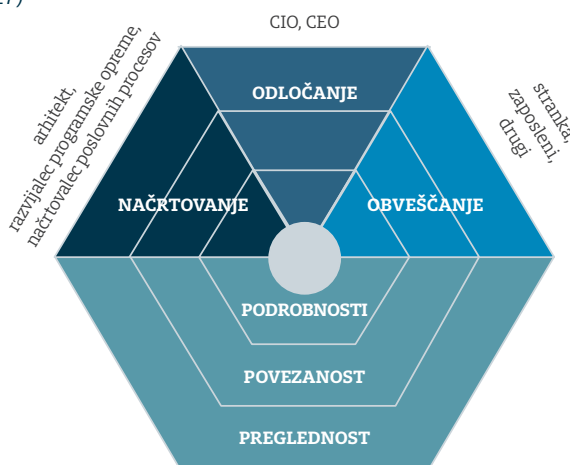 CIO, CEO
arhitekt,
razvijalec programske opreme,
načrtovalec poslovnih procesov
stranka,
zaposleni,
drugi
ODLOČANJE
NAČRTOVANJE
OBVEŠČANJE
PODROBNOSTI
POVEZANOST
PREGLEDNOST